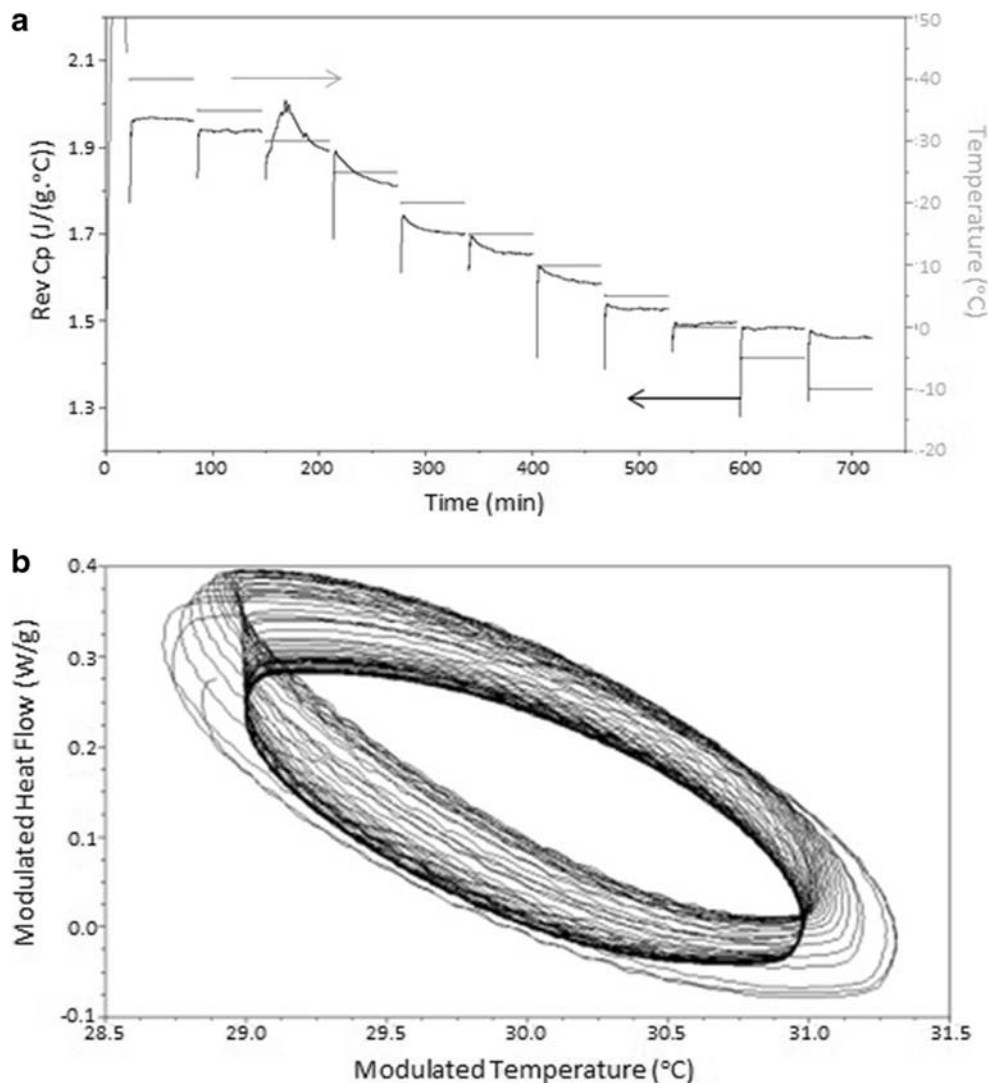 a
50
2.1
40
1.9
30
20
1.7
10
1.5
0
-10
1.3
-20
Rev Cp (J/(g.°C))
Temperature (°C)
0 100 200 300 400 500 600 700
Time (min)
b
0.4
0.3
0.2
0.1
0.0
-0.1
Modulated Heat Flow (W/g)
28.5 29.0 29.5 30.0 30.5 31.0 31.5
Modulated Temperature (°C)